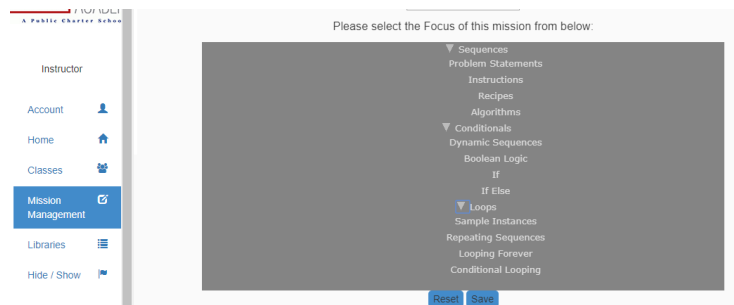 A Public Charter School
Instructor
Account
Home
Classes
Mission
Management
Libraries
Hide / Show
Please select the Focus of this mission from below:
Sequences
Problem Statements
Instructions
Recipes
Algorithms
Conditionals
Dynamic Sequences
Boolean Logic
If
If Else
Loops
Sample Instances
Repeating Sequences
Looping Forever
Conditional Looping
Reset Save